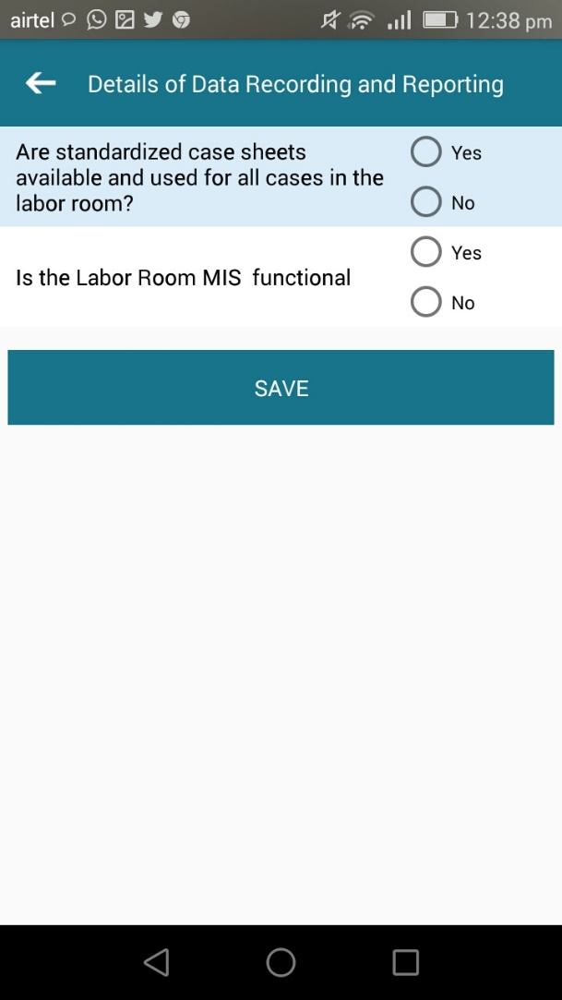 airtel 12:38 pm
Details of Data Recording and Reporting
Are standardized case sheets
available and used for all cases in the
labor room?
Yes
No
Is the Labor Room MIS  functional
Yes
No
SAVE